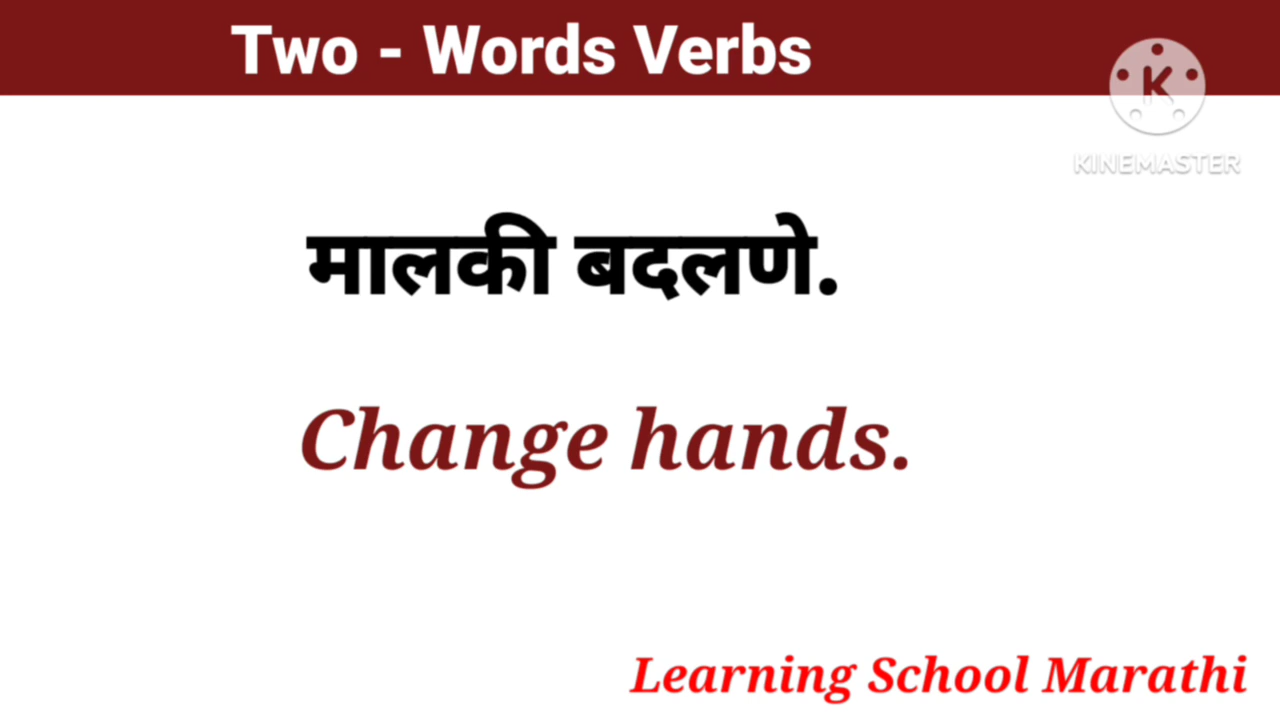 Two - Words Verbs
K
KINEMASTER
मालकी बदलणे.
Change hands.
Learning School Marathi